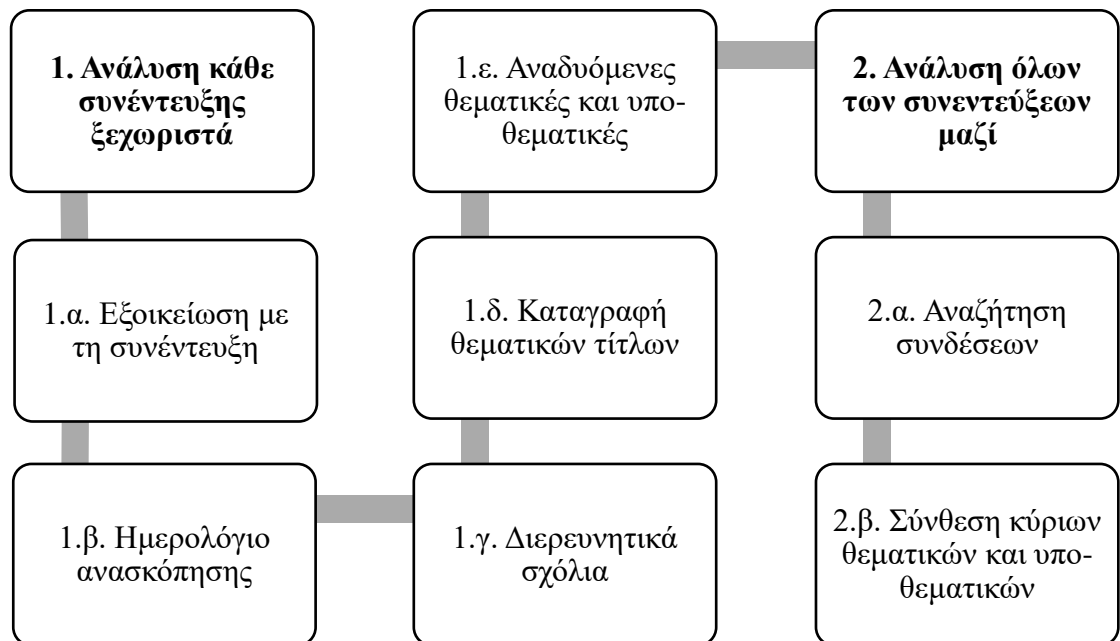 1. Ανάλυση κάθε
συνέντευξης
ξεχωριστά
1.α. Εξοικείωση με
τη συνέντευξη
1.β. Ημερολόγιο
ανασκόπησης
1.γ. Διερευνητικά
σχόλια
1.δ. Καταγραφή
θεματικών τίτλων
1.ε. Αναδυόμενες
θεματικές και υπο-
θεματικές
2. Ανάλυση όλων
των συνεντεύξεων
μαζί
2.α. Αναζήτηση
συνδέσεων
2.β. Σύνθεση κύριων
θεματικών και υπο-
θεματικών